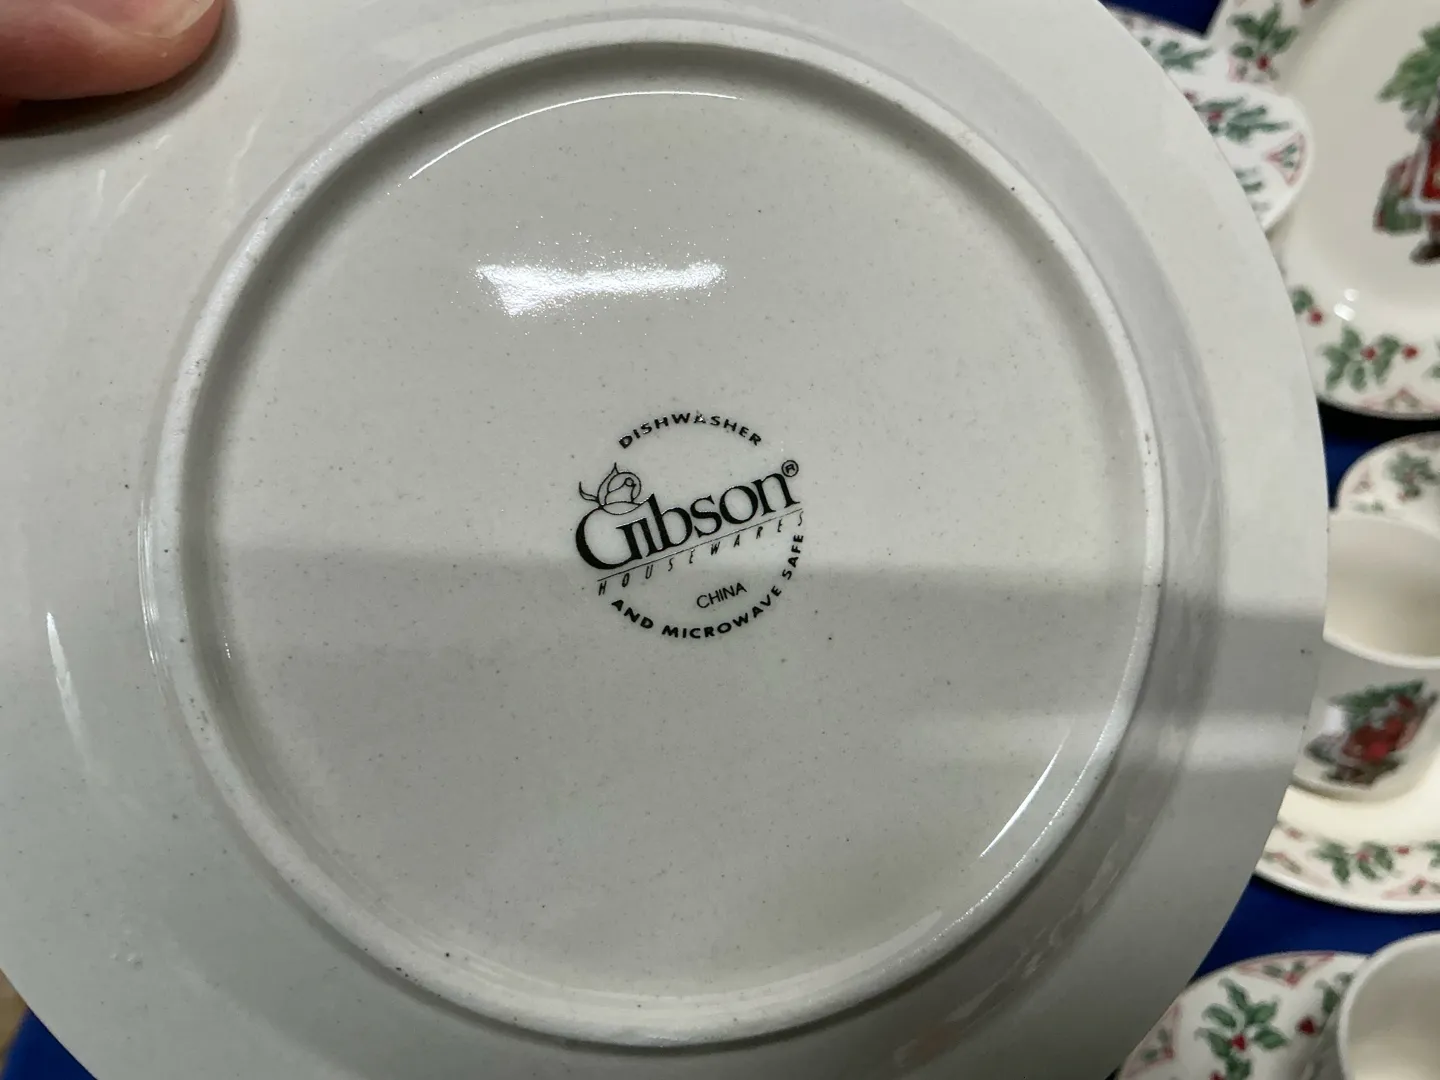 DISHWASHER
Gibson®
HOUSEWARES
CHINA
AND MICROWAVE SAFE